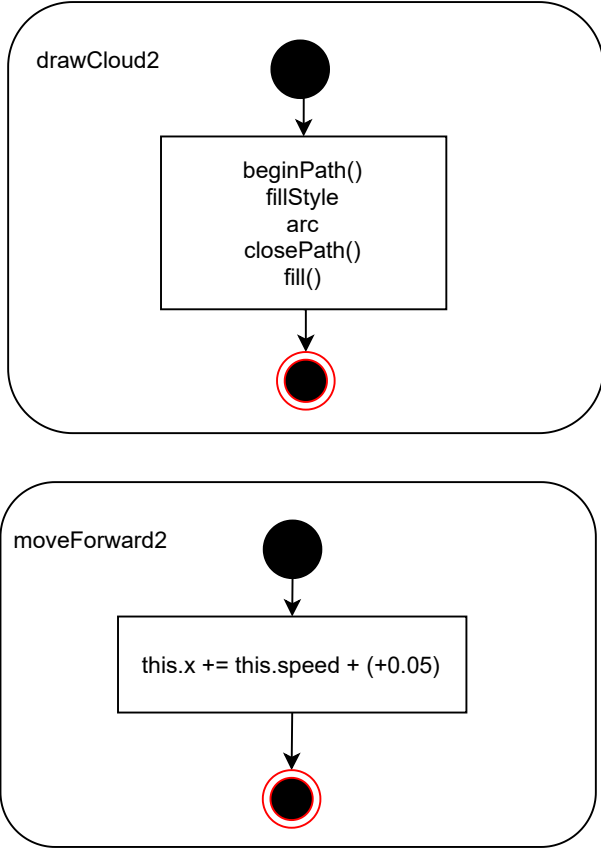 drawCloud2
beginPath()
fillStyle
arc
closePath()
fill()
moveForward2
this.x += this.speed + (+0.05)